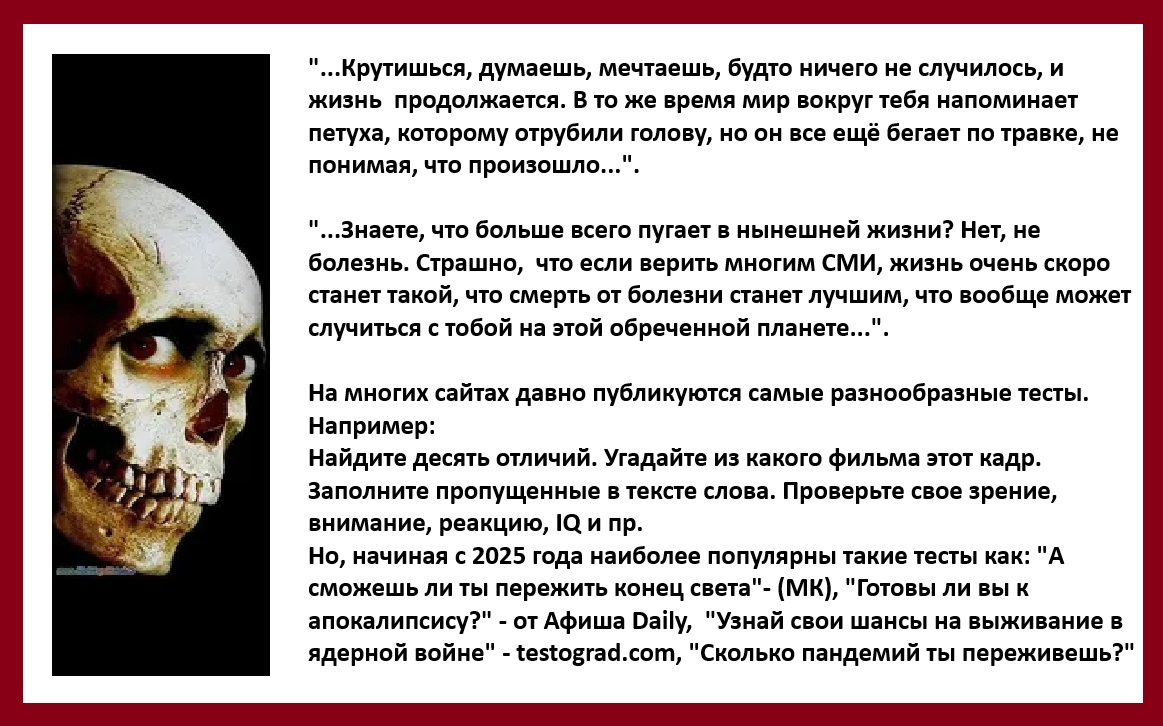 "...Крутишься, думаешь, мечтаешь, будто ничего не случилось, и
жизнь  продолжается. В то же время мир вокруг тебя напоминает
петуха, которому отрубили голову, но он все ещё бегает по травке, не
понимая, что произошло...".
"...Знаете, что больше всего пугает в нынешней жизни? Нет, не
болезнь. Страшно,  что если верить многим СМИ, жизнь очень скоро
станет такой, что смерть от болезни станет лучшим, что вообще может
случиться с тобой на этой обреченной планете...".
На многих сайтах давно публикуются самые разнообразные тесты.
Например:
Найдите десять отличий. Угадайте из какого фильма этот кадр.
Заполните пропущенные в тексте слова. Проверьте свое зрение,
внимание, реакцию, IQ и пр.
Но, начиная с 2025 года наиболее популярны такие тесты как: "А
сможешь ли ты пережить конец света"- (МК), "Готовы ли вы к
апокалипсису?" - от Афиша Daily,  "Узнай свои шансы на выживание в
ядерной войне" - testograd.com, "Сколько пандемий ты переживешь?"